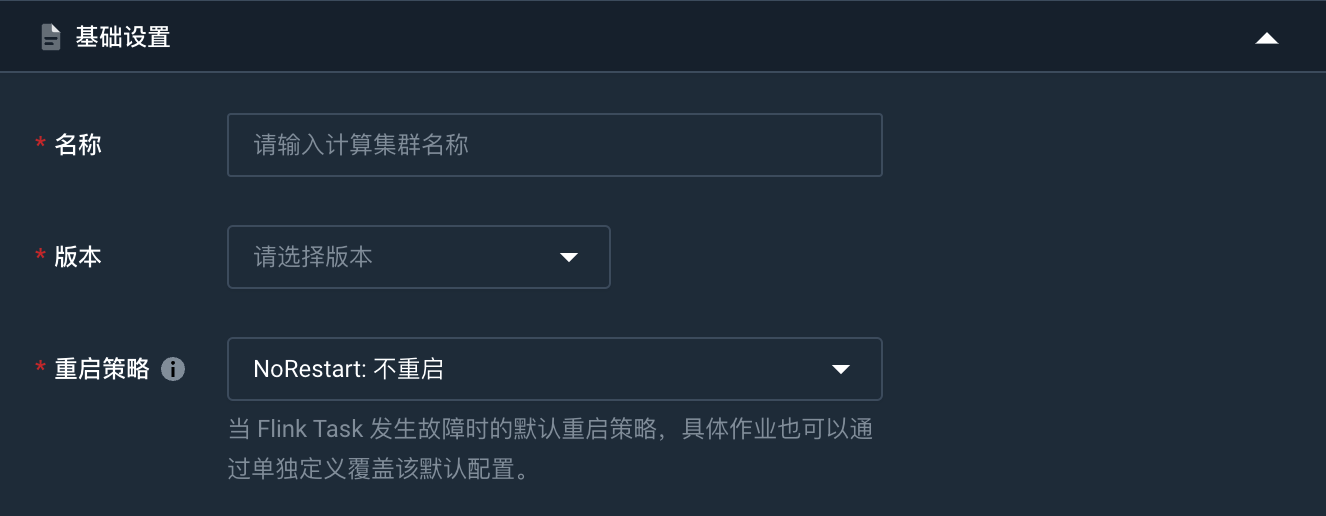 基础设置
* 名称
请输入计算集群名称
* 版本
请选择版本
* 重启策略
NoRestart: 不重启
当 Flink Task 发生故障时的默认重启策略，具体作业也可以通
过单独定义覆盖该默认配置。